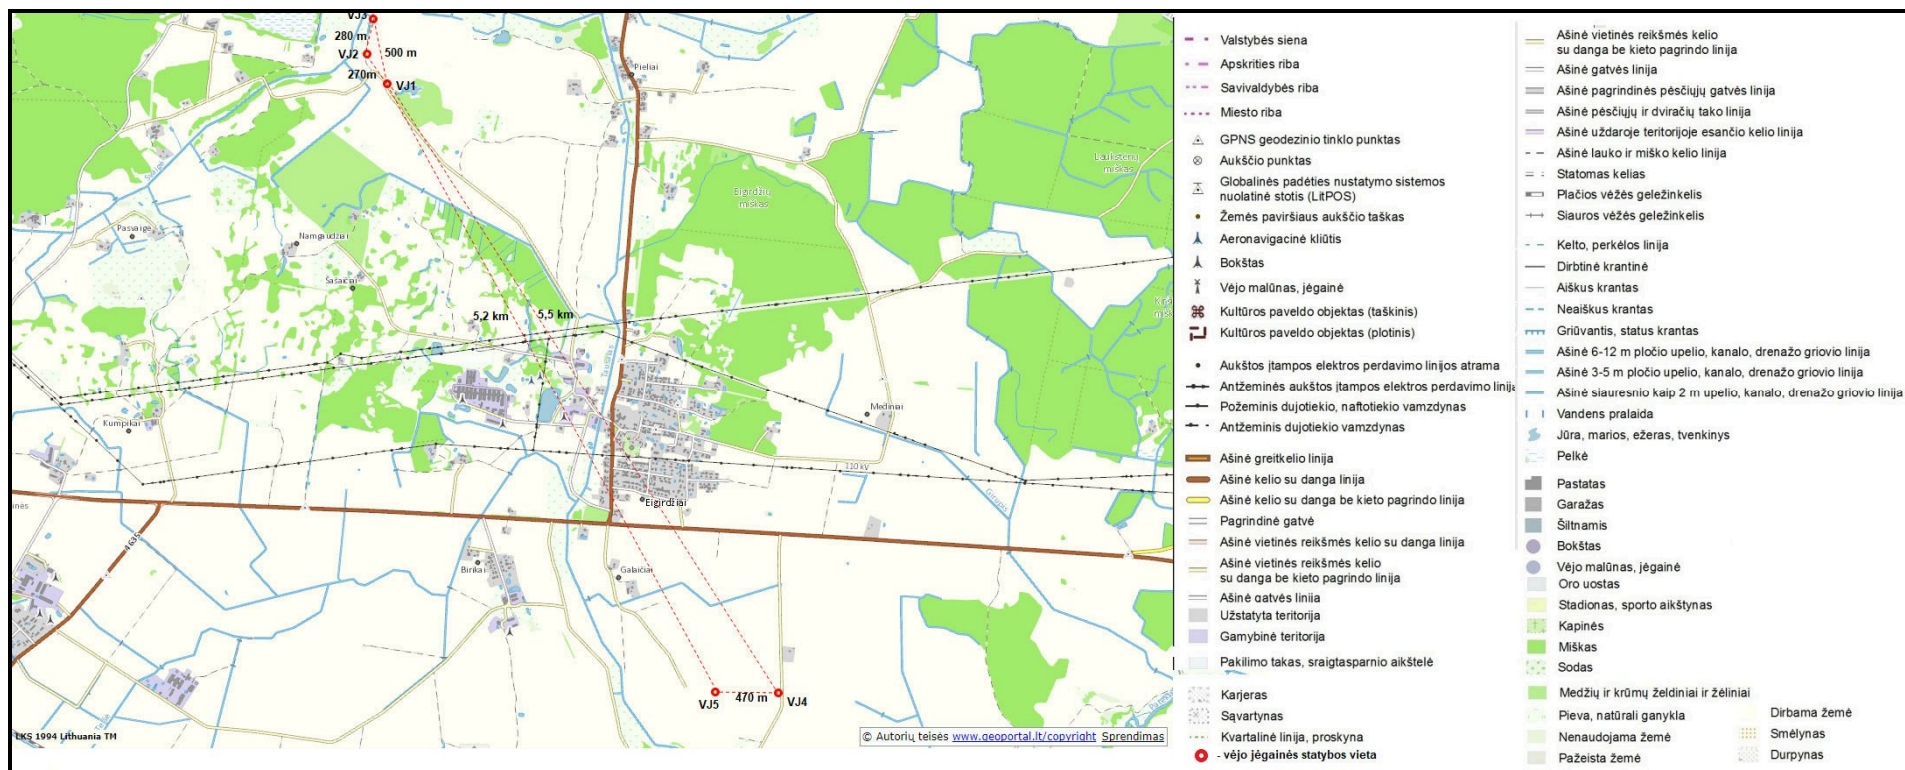 VJ3
280 m
VJ2
500 m
270m
VJ1
Pieliai
Laukstėnų
miškas
Eigirdžių
miškas
Pasvaigė
Namgaudžiai
Sašaičiai
5,2 km
5,5 km
Tausalas
Kumpikai
Mediniai
110 kV
Girupis
Eigirdžiai
4635
Birikai
Galaičiai
VJ5
470 m
VJ4
LKS 1994 Lithuania TM
© Autorių teisės www.geoportal.lt/copyright Sprendimas
Valstybės siena
Apskrities riba
Savivaldybės riba
Miesto riba
GPNS geodezinio tinklo punktas
Aukščio punktas
Globalinės padėties nustatymo sistemos
nuolatinė stotis (LitPOS)
Žemės paviršiaus aukščio taškas
Aeronavigacinė kliūtis
Bokštas
Vėjo malūnas, jėgainė
Kultūros paveldo objektas (taškinis)
Kultūros paveldo objektas (plotinis)
Aukštos įtampos elektros perdavimo linijos atrama
Antžeminės aukštos įtampos elektros perdavimo linija
Požeminis dujotiekio, naftotiekio vamzdynas
Antžeminis dujotiekio vamzdynas
Ašinė greitkelio linija
Ašinė kelio su danga linija
Ašinė kelio su danga be kieto pagrindo linija
Pagrindinė gatvė
Ašinė vietinės reikšmės kelio su danga linija
Ašinė vietinės reikšmės kelio
su danga be kieto pagrindo linija
Ašinė gatvės linija
Užstatyta teritorija
Gamybinė teritorija
Pakilimo takas, sraigtasparnio aikštelė
Karjeras
Sąvartynas
Kvartalinė linija, proskyna
- vėjo jėgainės statybos vieta
Ašinė vietinės reikšmės kelio
su danga be kieto pagrindo linija
Ašinė gatvės linija
Ašinė pagrindinės pėsčiųjų gatvės linija
Ašinė pėsčiųjų ir dviračių tako linija
Ašinė uždaroje teritorijoje esančio kelio linija
Ašinė lauko ir miško kelio linija
Statomas kelias
Plačios vėžės geležinkelis
Siauros vėžės geležinkelis
Kelto, perkėlos linija
Dirbtinė krantinė
Aiškus krantas
Neaiškus krantas
Griūvantis, status krantas
Ašinė 6-12 m pločio upelio, kanalo, drenažo griovio linija
Ašinė 3-5 m pločio upelio, kanalo, drenažo griovio linija
Ašinė siauresnio kaip 2 m upelio, kanalo, drenažo griovio linija
Vandens pralaida
Jūra, marios, ežeras, tvenkinys
Pelkė
Pastatas
Garažas
Šiltnamis
Bokštas
Vėjo malūnas, jėgainė
Oro uostas
Stadionas, sporto aikštynas
Kapinės
Miškas
Sodas
Medžių ir krūmų želdiniai ir žėliniai
Pieva, natūrali ganykla
Nenaudojama žemė
Pažeista žemė
Dirbama žemė
Smėlynas
Durpynas